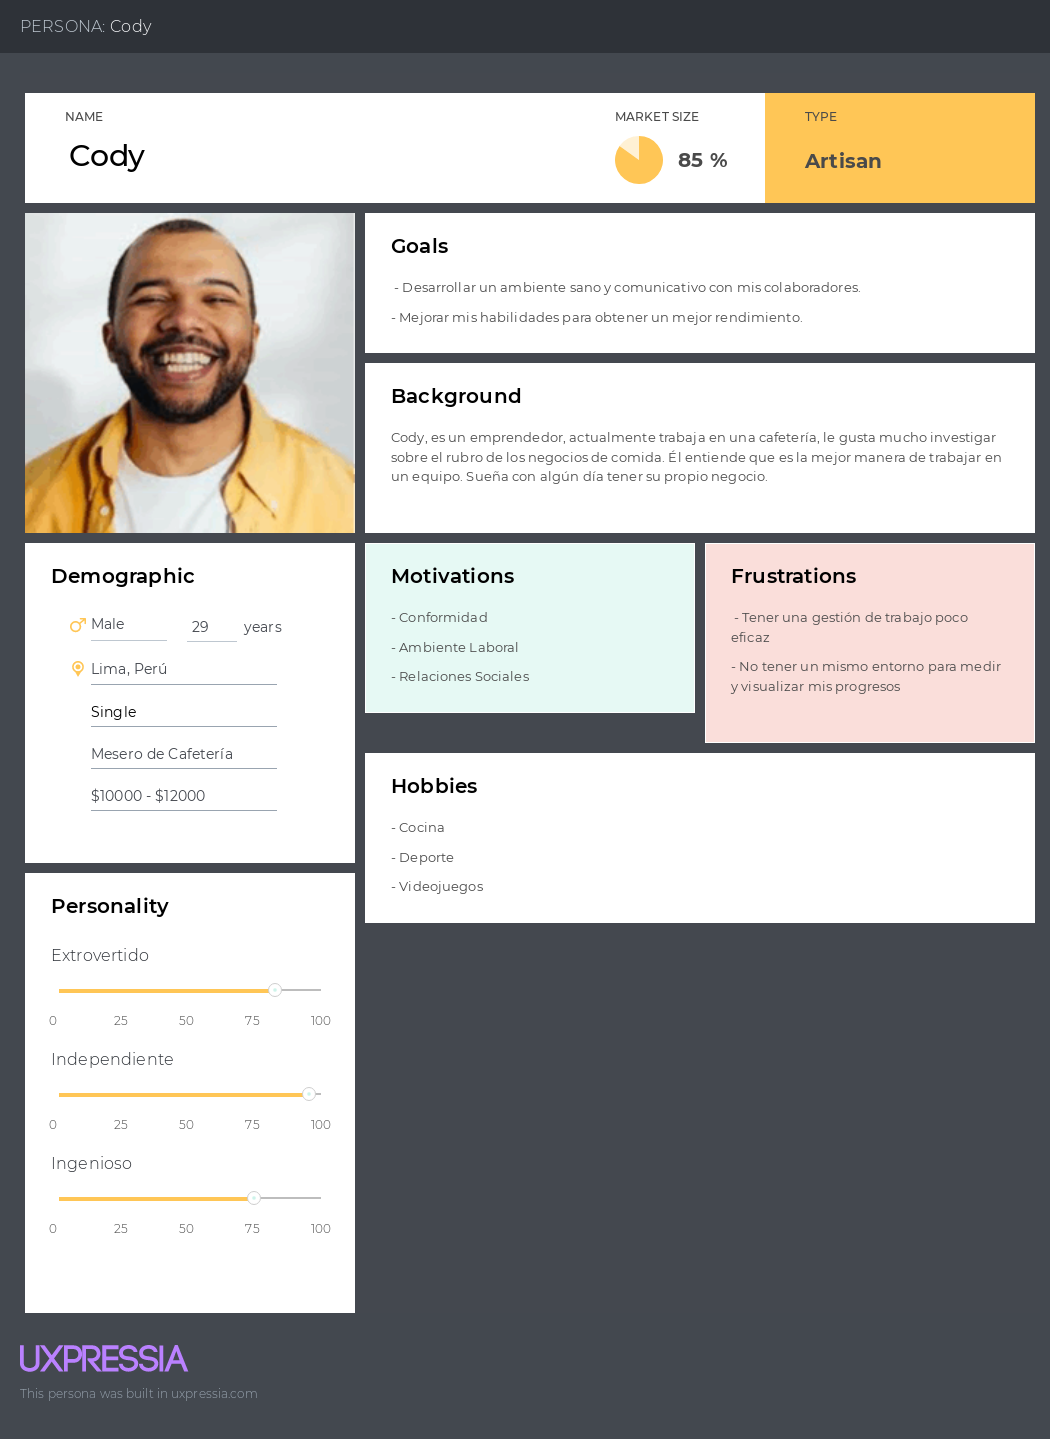 PERSONA: Cody
NAME
Cody
MARKET SIZE
85 %
TYPE
Artisan
Goals
- Desarrollar un ambiente sano y comunicativo con mis colaboradores.
- Mejorar mis habilidades para obtener un mejor rendimiento.
Background
Cody, es un emprendedor, actualmente trabaja en una cafetería, le gusta mucho investigar
sobre el rubro de los negocios de comida. Él entiende que es la mejor manera de trabajar en
un equipo. Sueña con algún día tener su propio negocio.
Demographic
Male 29 years
Lima, Perú
Single
Mesero de Cafetería
$10000 - $12000
Motivations
- Conformidad
- Ambiente Laboral
- Relaciones Sociales
Frustrations
- Tener una gestión de trabajo poco
eficaz
- No tener un mismo entorno para medir
y visualizar mis progresos
Hobbies
- Cocina
- Deporte
- Videojuegos
Personality
Extrovertido
0 25 50 75 100
Independiente
0 25 50 75 100
Ingenioso
0 25 50 75 100
UXPRESSIA
This persona was built in uxpressia.com